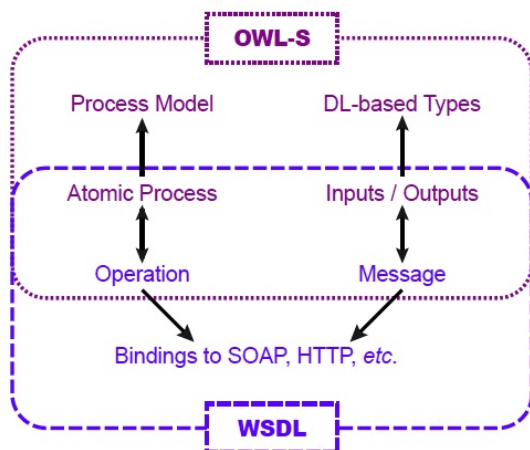 OWL-S
Process Model DL-based Types
Atomic Process Inputs / Outputs
Operation Message
Bindings to SOAP, HTTP, etc.
WSDL